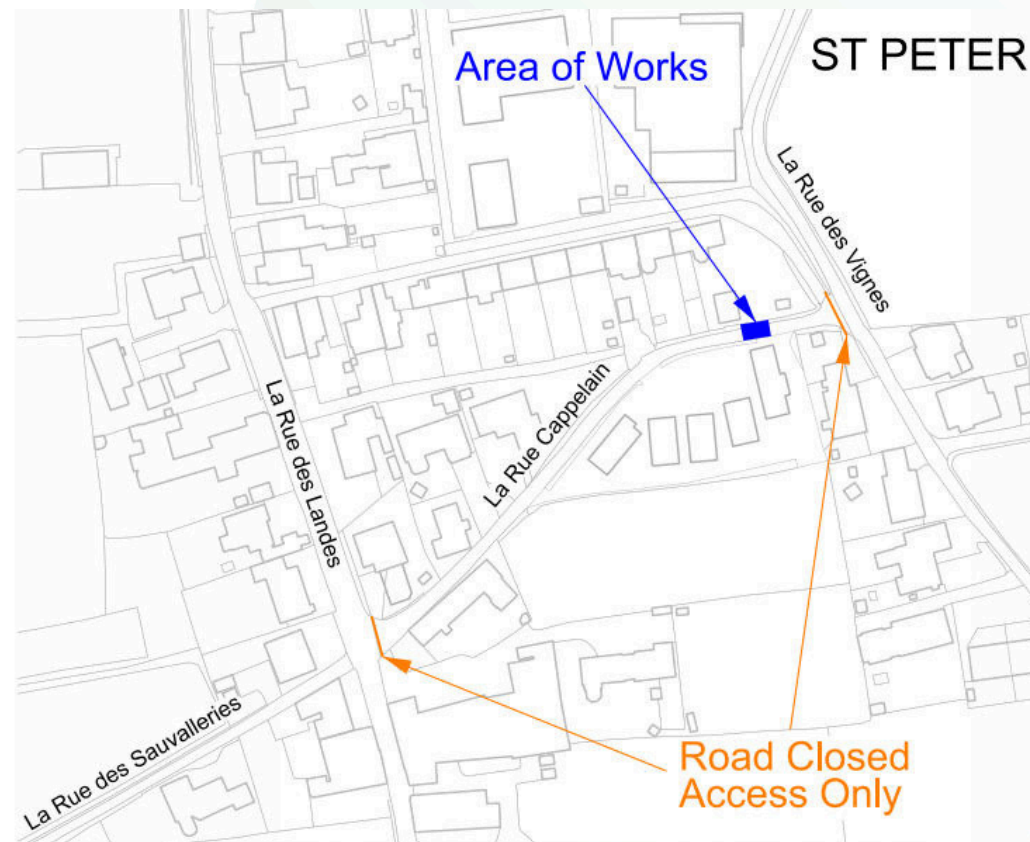 ST PETER
Area of Works
La Rue des Vignes
La Rue Cappelain
La Rue des Landes
La Rue des Sauvalleries
Road Closed
Access Only